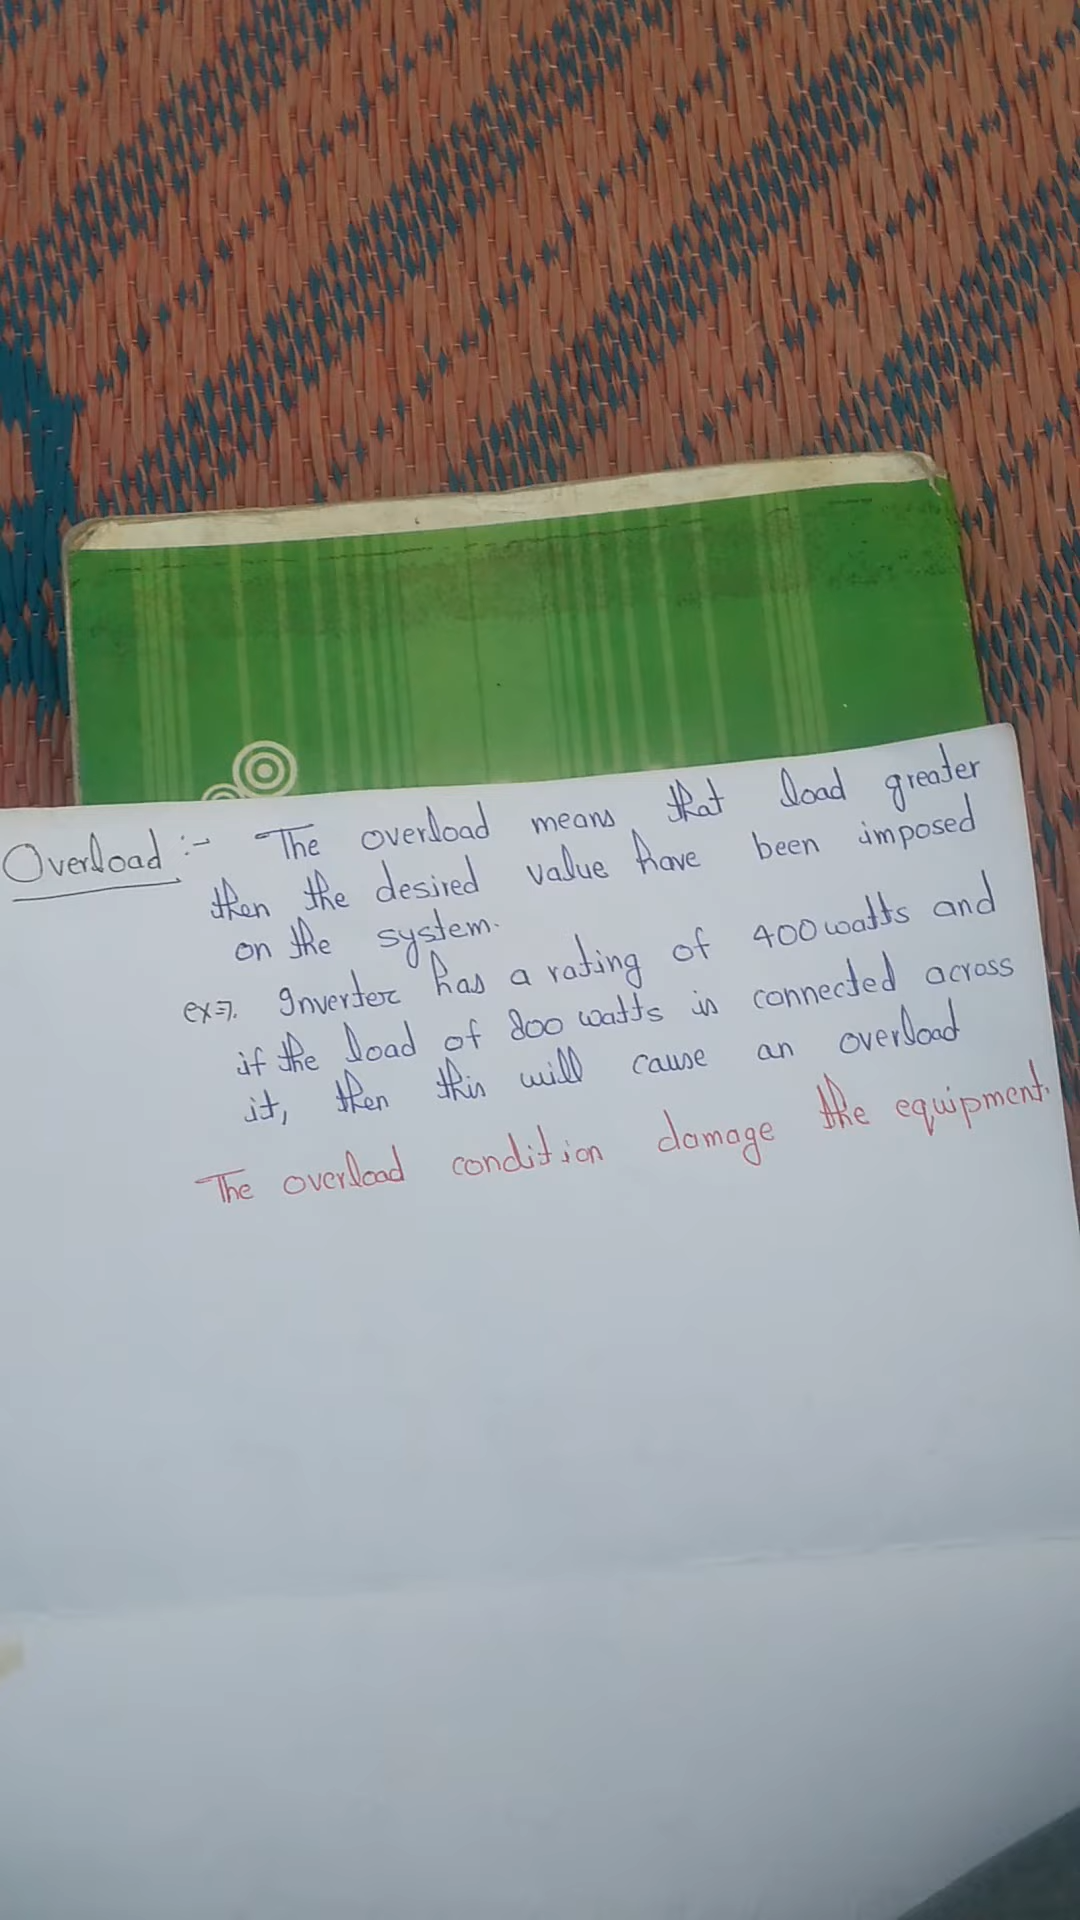 Overload :- The overload means that load greater
then the desired value have been imposed
on the system.
ex⇒. Inverter has a rating of 400 watts and
if the load of 800 watts is connected across
it, then this will cause an overload
The overload condition damage the equipment.